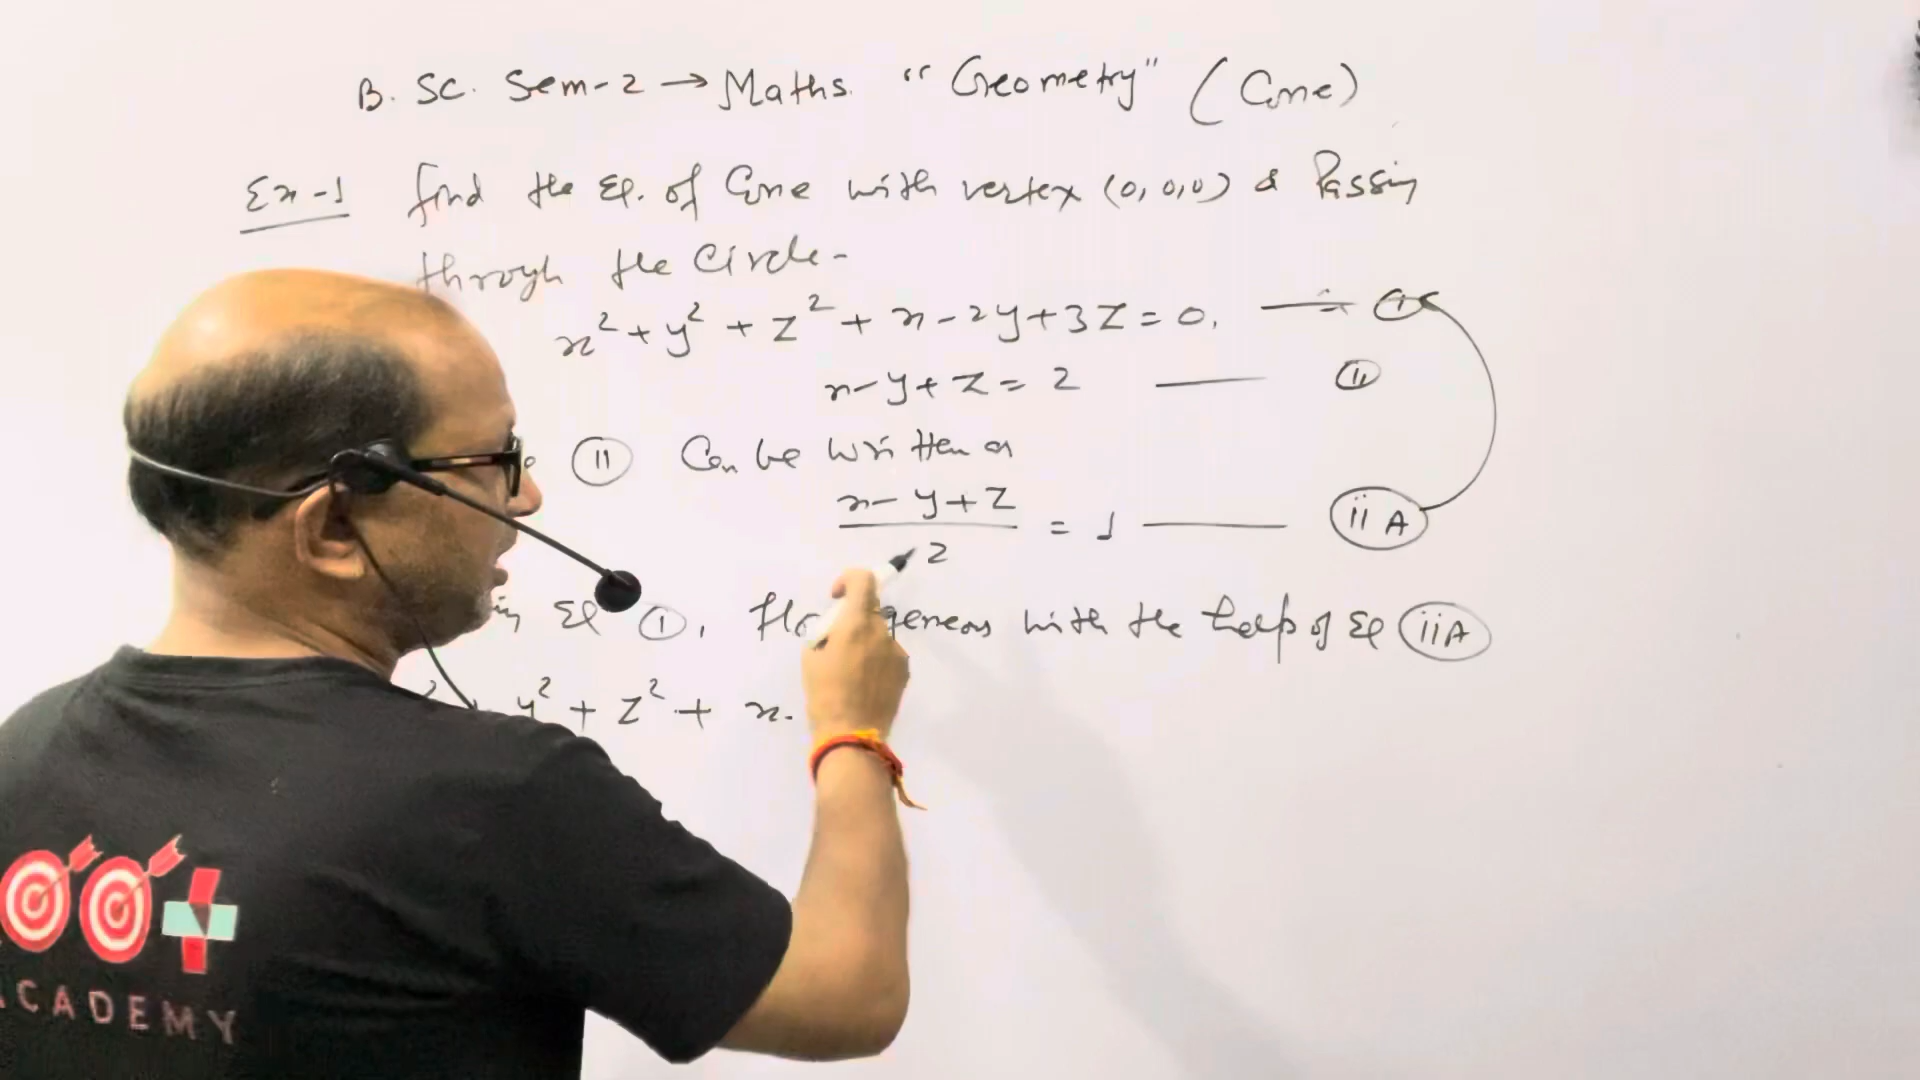 B. SC. Sem-2 → Maths. "Geometry" (Cone)
Ex-1 find the Eq. of Cone with vertex (0,0,0) & Passing
through the Circle-
x² + y² + z² + x - 2y + 3z = 0, — (i)
x - y + z = 2 — (ii)
(ii) Can be written as
(x - y + z)/2 = 1 — (ii A)
Eq (i), geneous with the help of Eq (iiA)
y² + z² + x.
ACADEMY